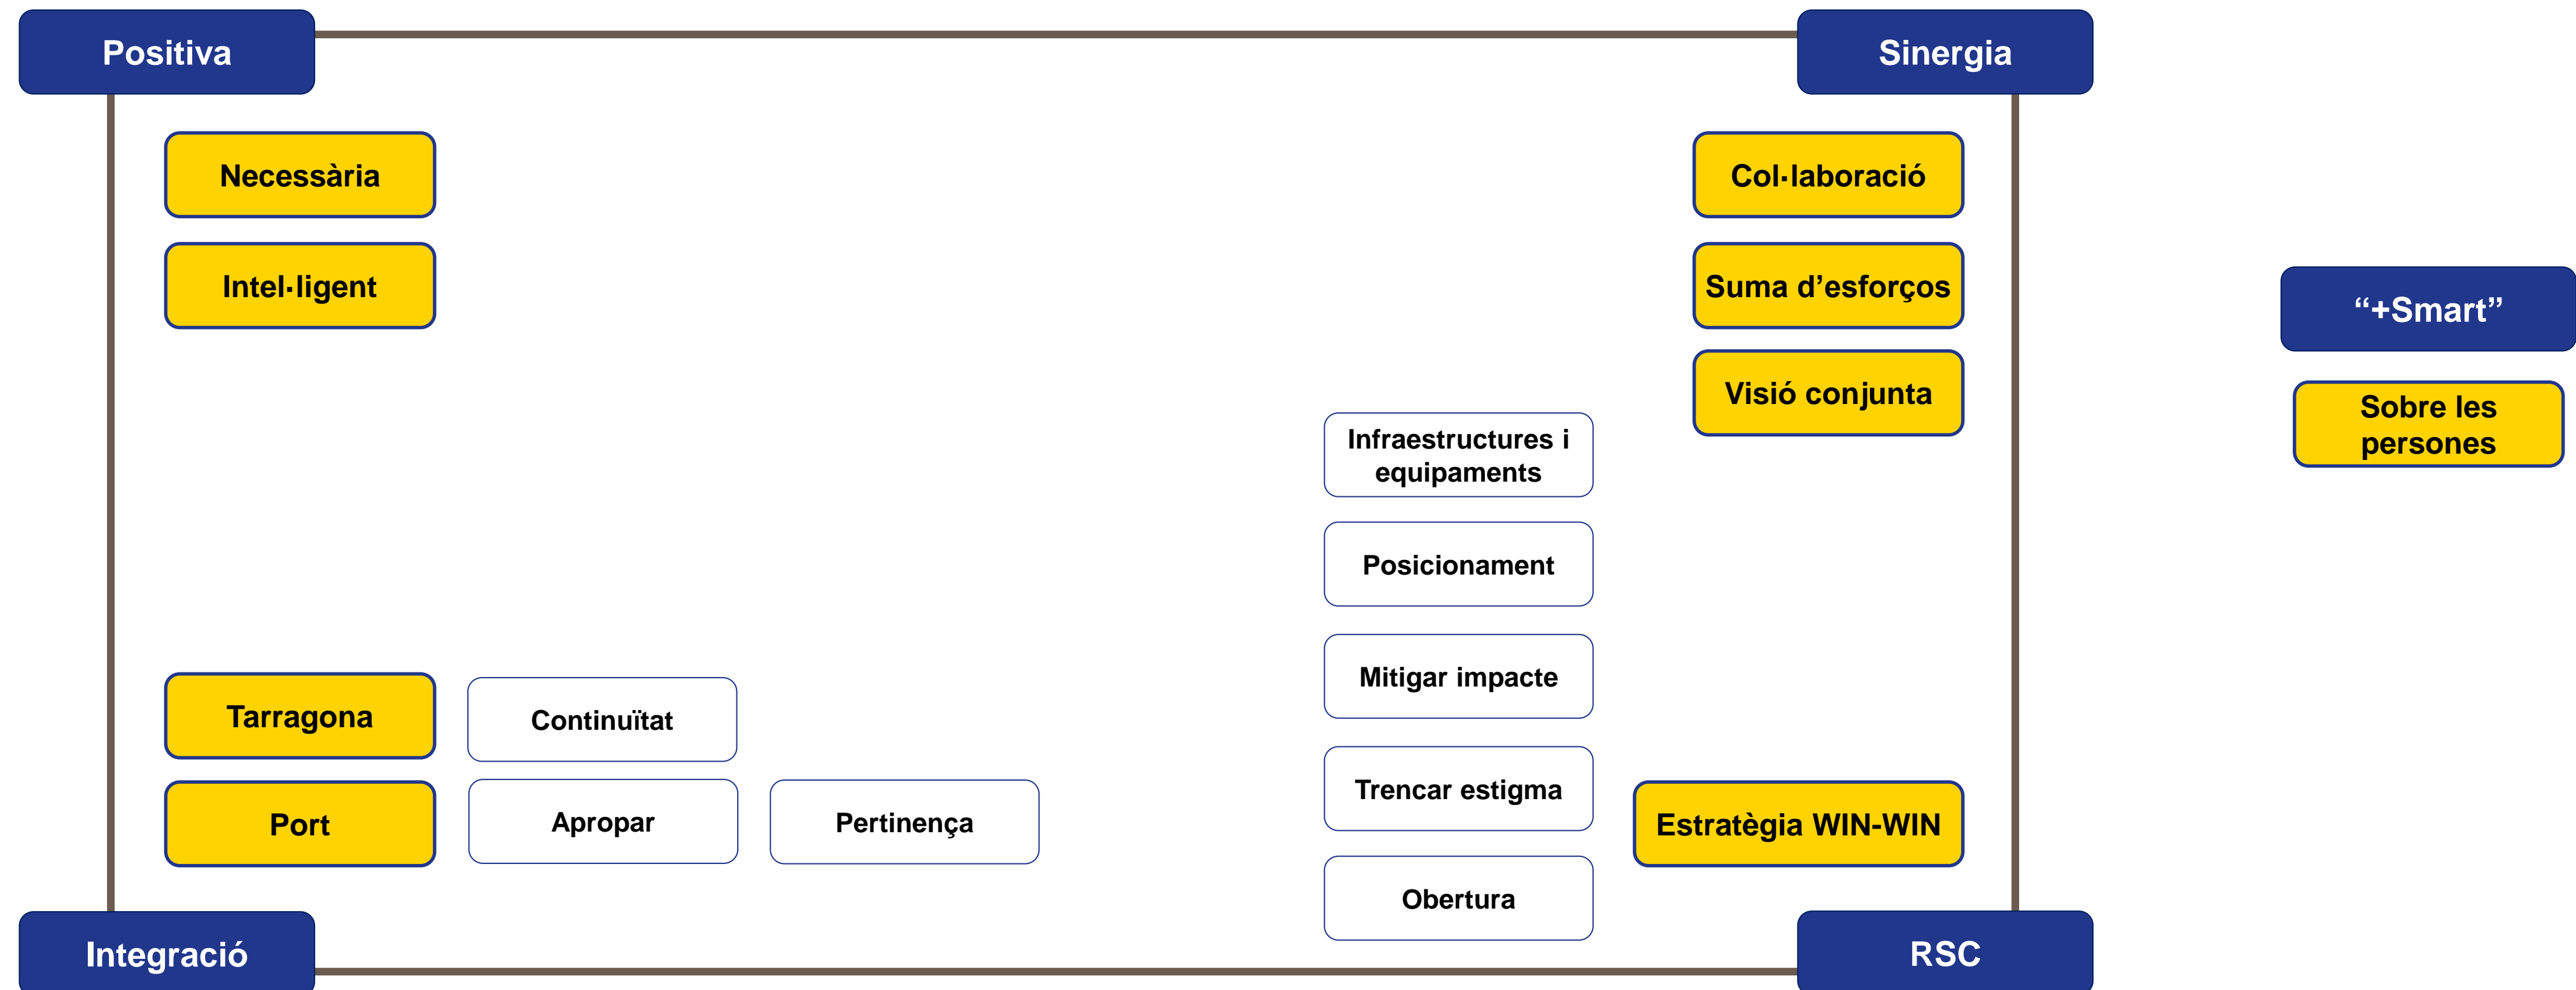 Positiva
Sinergia
Necessària
Col·laboració
Intel·ligent
Suma d’esforços
“+Smart”
Visió conjunta
Sobre les
persones
Infraestructures i
equipaments
Posicionament
Mitigar impacte
Tarragona
Continuïtat
Trencar estigma
Port
Apropar
Pertinença
Estratègia WIN-WIN
Obertura
Integració
RSC